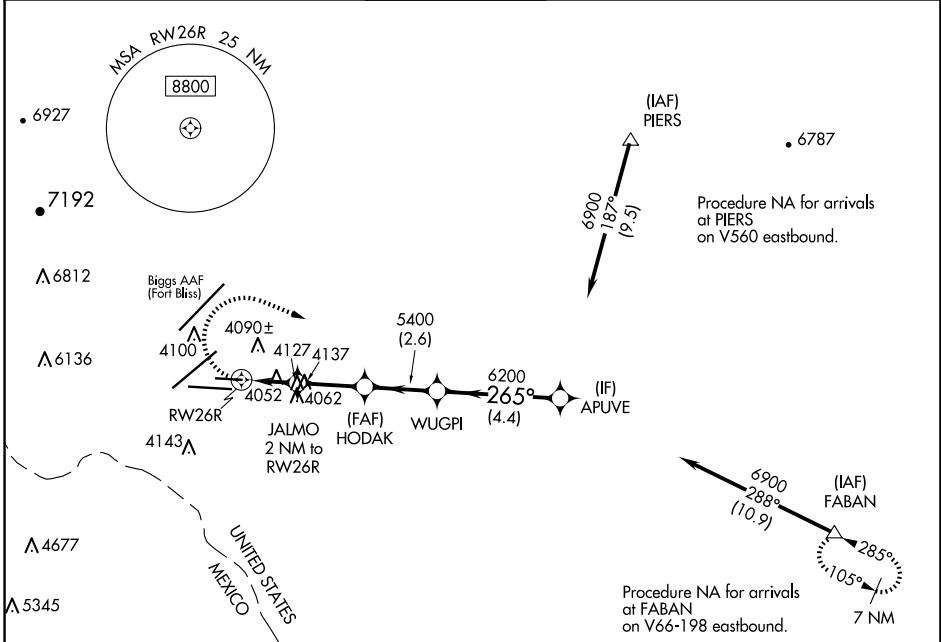 MSA RW26R 25 NM
8800
6927
7192
6812
6136
(IAF)
PIERS
6787
6900
187°
(9.5)
Procedure NA for arrivals
at PIERS
on V560 eastbound.
Biggs AAF
(Fort Bliss)
4090±
4100
4127
4137
5400
(2.6)
6200
265°
(4.4)
(IF)
APUVE
4052
4062
RW26R
JALMO
2 NM to
RW26R
(FAF)
HODAK
WUGPI
4143
6900
288°
(10.9)
(IAF)
FABAN
285°
105°
7 NM
4677
5345
UNITED STATES
MEXICO
Procedure NA for arrivals
at FABAN
on V66-198 eastbound.